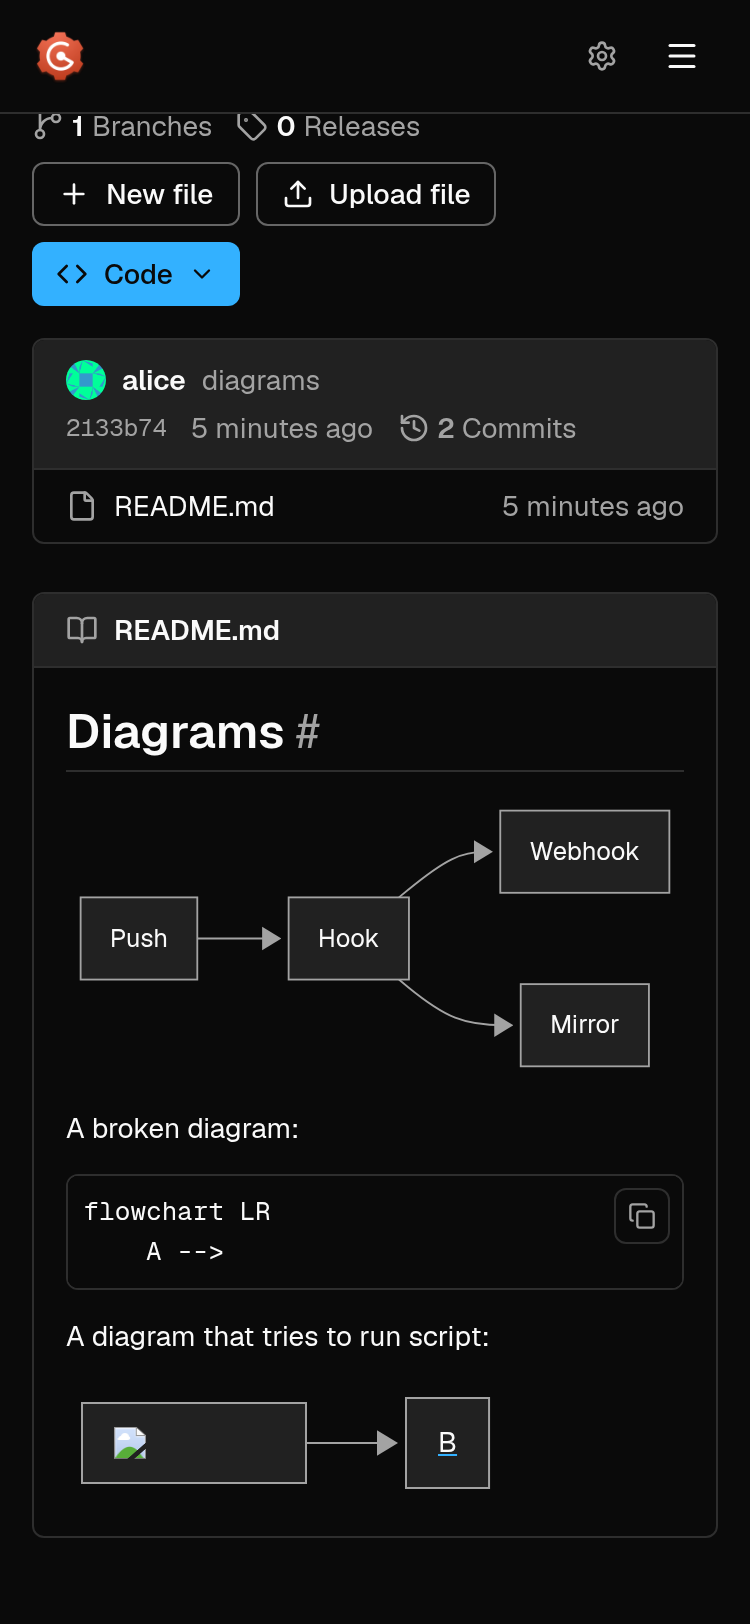 1 Branches 0 Releases
New file Upload file
Code
alice diagrams
2133b74 5 minutes ago 2 Commits
README.md 5 minutes ago
README.md
Diagrams #
Webhook
Push Hook
Mirror
A broken diagram:
flowchart LR
    A -->
A diagram that tries to run script:
B